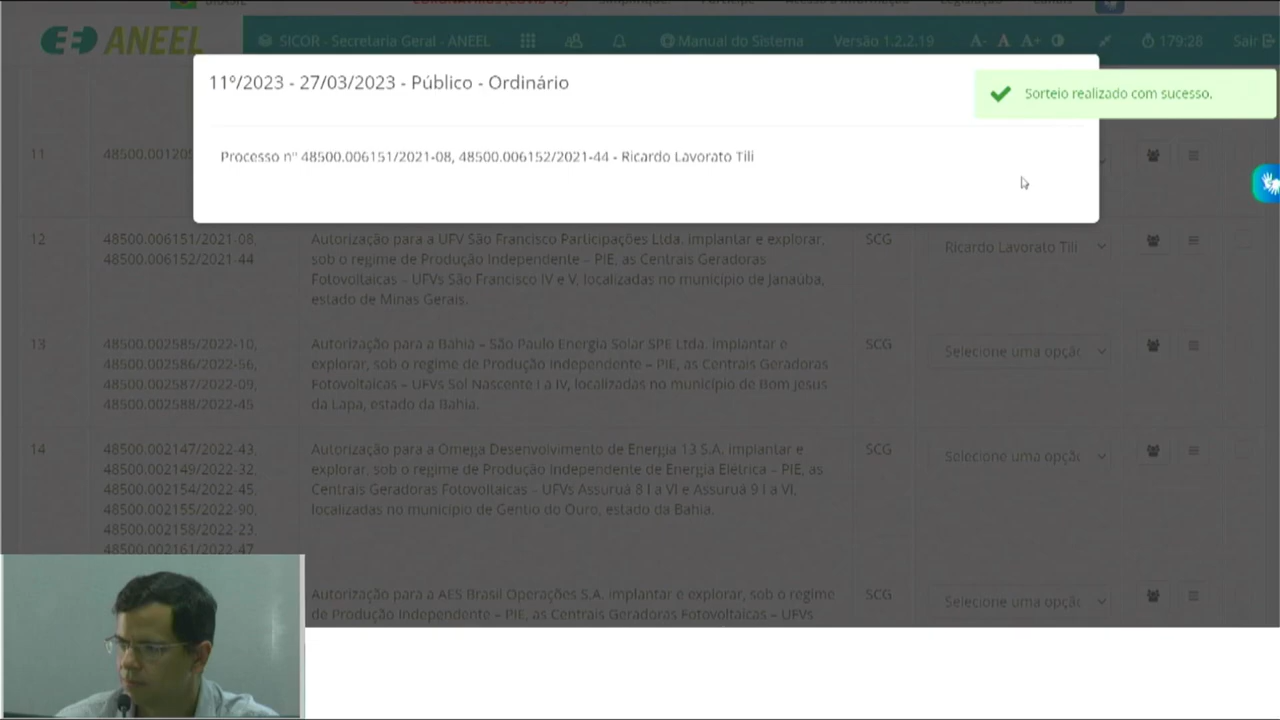 CORONAVÍRUS (COVID-19)
ANEEL
SICOR - Secretaria Geral - ANEEL
Manual do Sistema
Versão 1.2.2.19
A- A A+
179:28
Sair
11º/2023 - 27/03/2023 - Público - Ordinário
Sorteio realizado com sucesso.
Processo nº 48500.006151/2021-08, 48500.006152/2021-44 - Ricardo Lavorato Tili
11
12
48500.006151/2021-08,
48500.006152/2021-44
Autorização para a UFV São Francisco Participações Ltda. implantar e explorar,
sob o regime de Produção Independente – PIE, as Centrais Geradoras
Fotovoltaicas – UFVs São Francisco IV e V, localizadas no município de Janaúba,
estado de Minas Gerais.
SCG
Ricardo Lavorato Tili
13
48500.002585/2022-10,
48500.002586/2022-56,
48500.002587/2022-09,
48500.002588/2022-45
Autorização para a Bahia – São Paulo Energia Solar SPE Ltda. implantar e
explorar, sob o regime de Produção Independente – PIE, as Centrais Geradoras
Fotovoltaicas – UFVs Sol Nascente I a IV, localizadas no município de Bom Jesus
da Lapa, estado da Bahia.
SCG
Selecione uma opçã
14
48500.002147/2022-43,
48500.002149/2022-32,
48500.002154/2022-45,
48500.002155/2022-90,
48500.002158/2022-23,
48500.002161/2022-47
Autorização para a Omega Desenvolvimento de Energia 13 S.A. implantar e
explorar, sob o regime de Produção Independente de Energia Elétrica – PIE, as
Centrais Geradoras Fotovoltaicas – UFVs Assuruá 8 I a VI e Assuruá 9 I a VI,
localizadas no município de Gentio do Ouro, estado da Bahia.
SCG
Selecione uma opçã
Autorização para a AES Brasil Operações S.A. implantar e explorar, sob o regime
de Produção Independente – PIE, as Centrais Geradoras Fotovoltaicas – UFVs
SCG
Selecione uma opçã